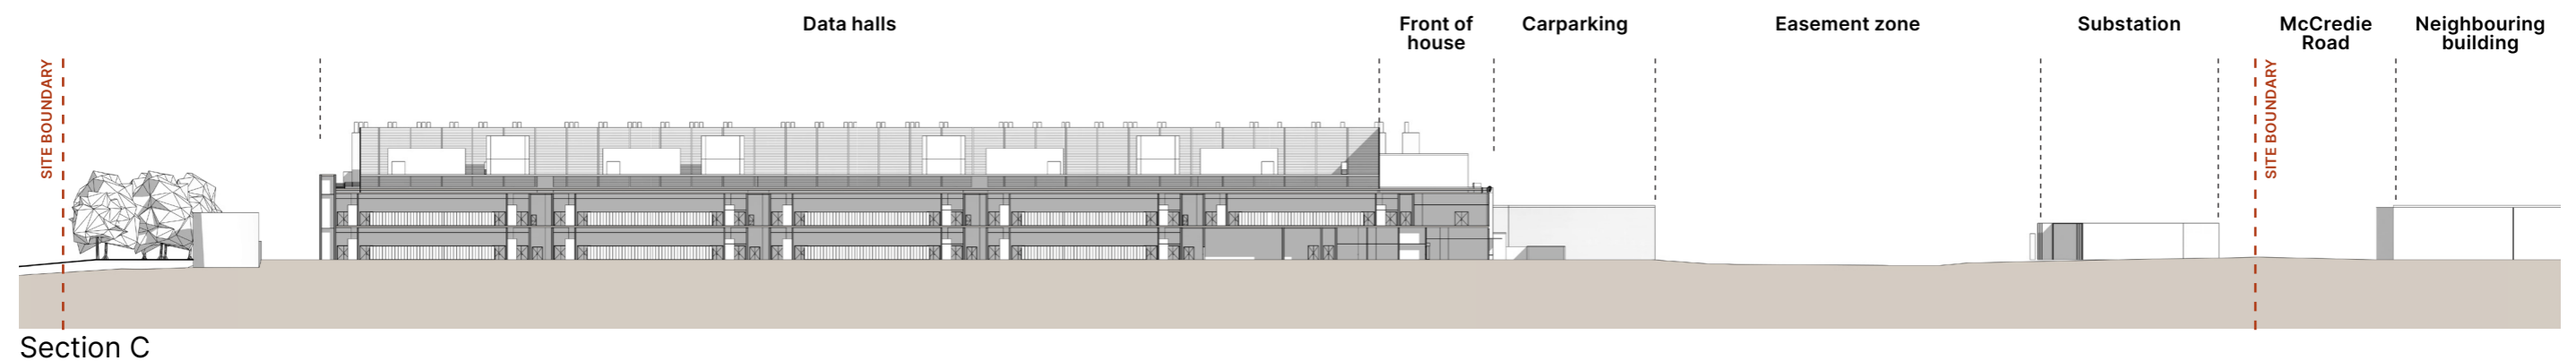 Data halls
Front of
house
Carparking
Easement zone
Substation
McCredie
Road
Neighbouring
building
SITE BOUNDARY
SITE BOUNDARY
Section C